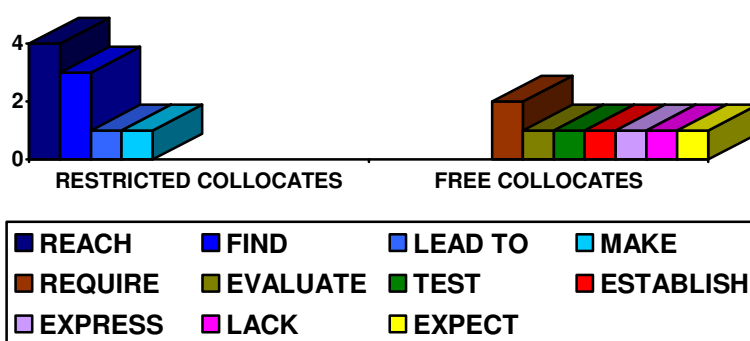 4
2
0
RESTRICTED COLLOCATES FREE COLLOCATES
REACH FIND LEAD TO MAKE
REQUIRE EVALUATE TEST ESTABLISH
EXPRESS LACK EXPECT